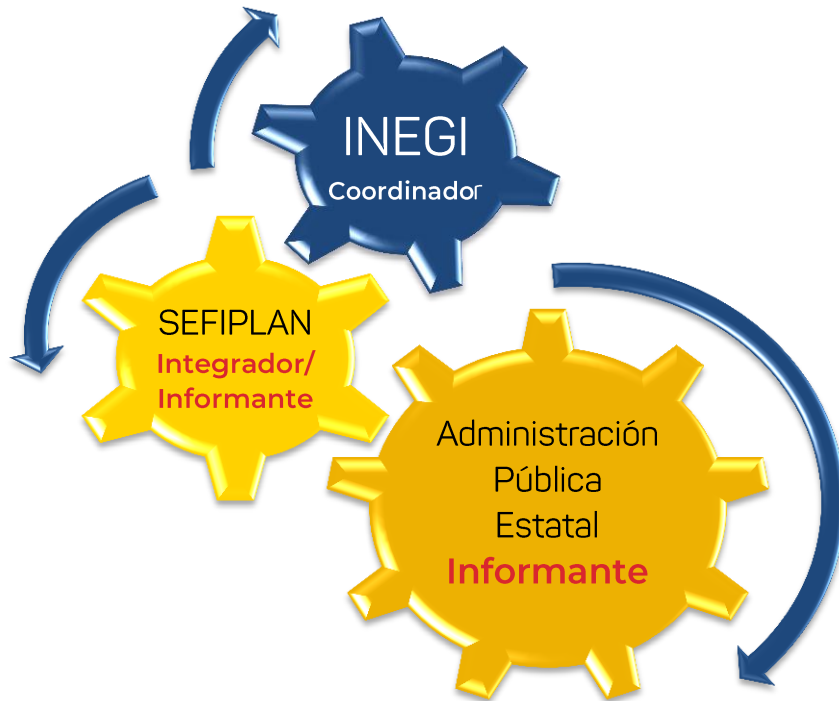 INEGI
Coordinador
SEFIPLAN
Integrador/
Informante
Administración
Pública
Estatal
Informante